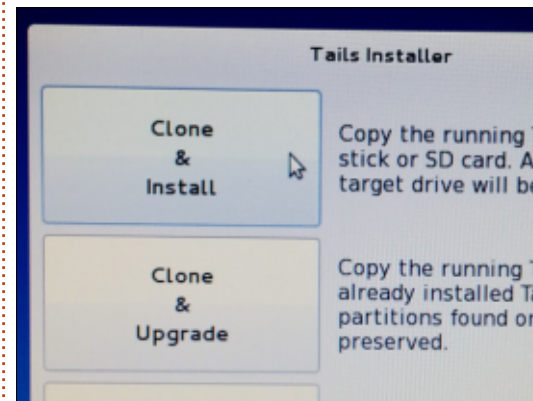 Tails Installer
Clone
&
Install
Copy the running
stick or SD card. A
target drive will be
Clone
&
Upgrade
Copy the running
already installed Ta
partitions found or
preserved.